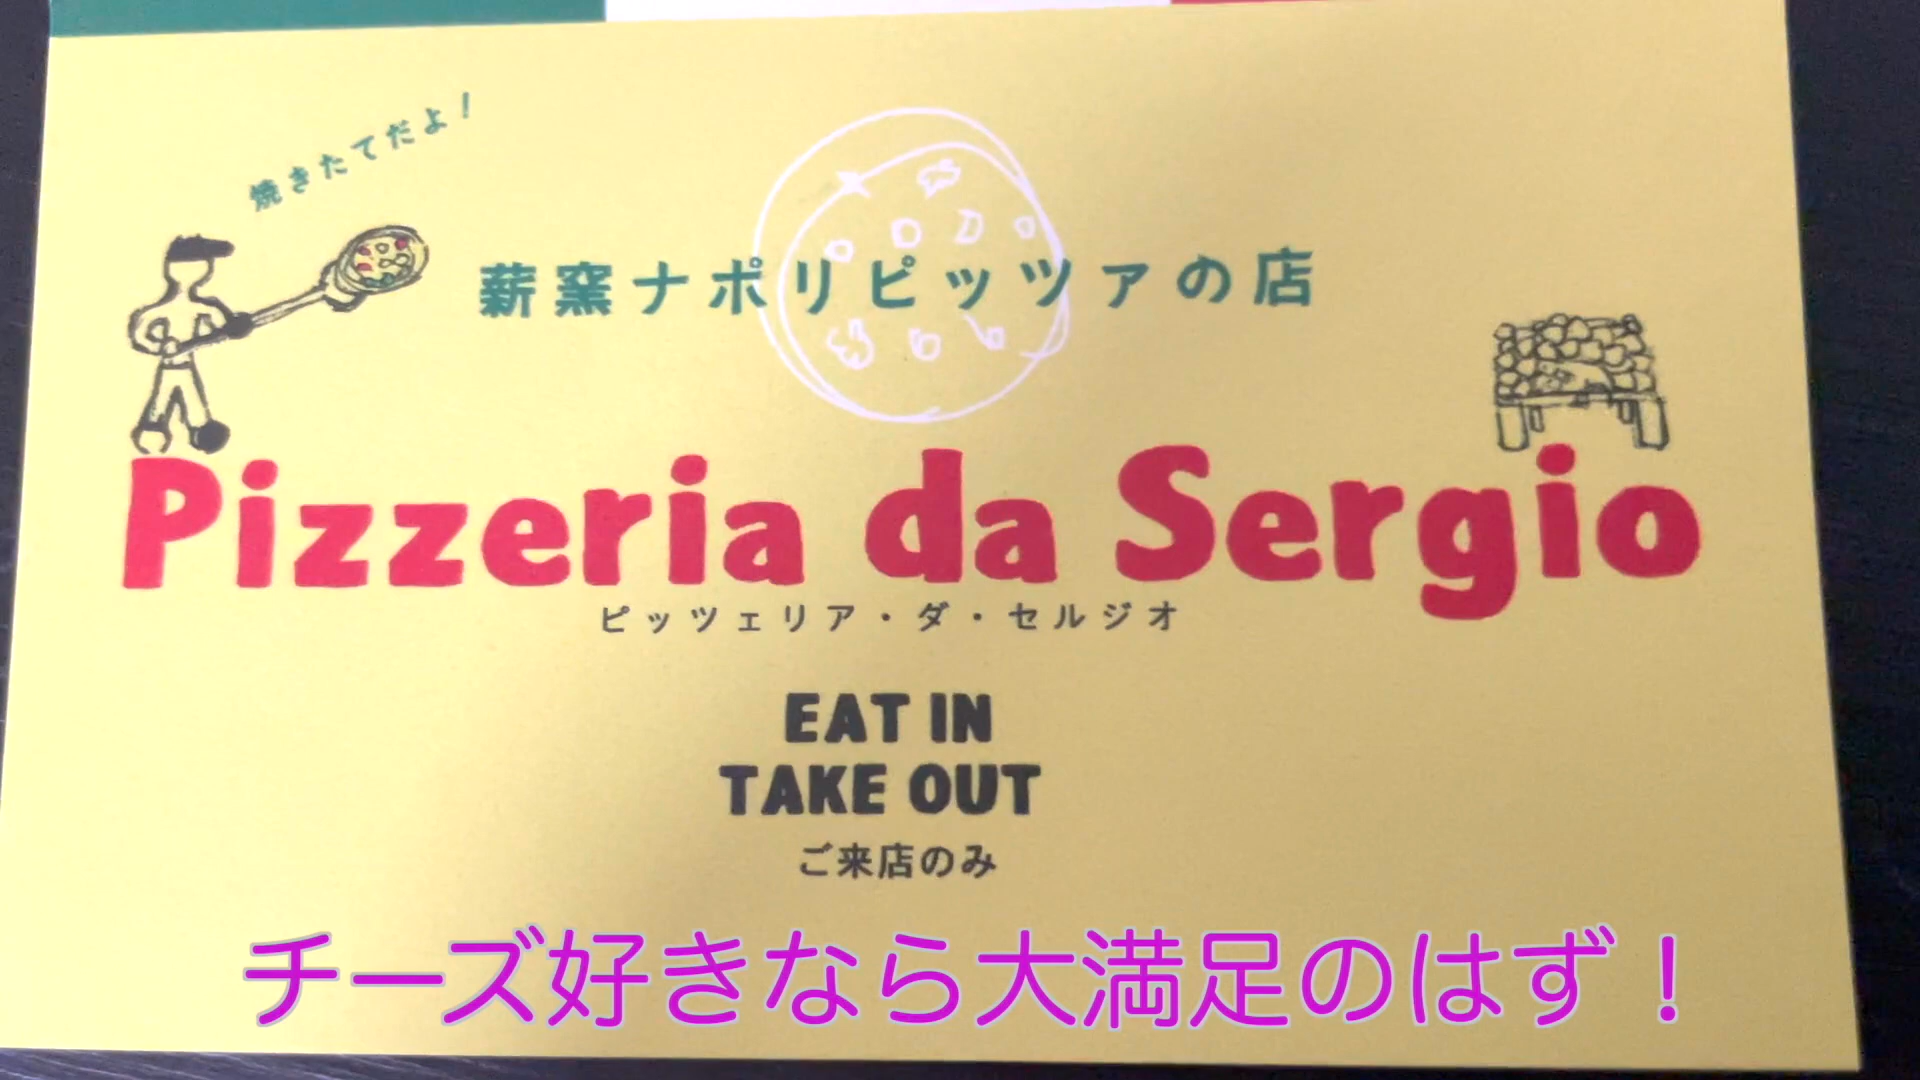 焼きたてだよ！
薪窯ナポリピッツァの店
Pizzeria da Sergio
ピッツェリア・ダ・セルジオ
EAT IN
TAKE OUT
ご来店のみ
チーズ好きなら大満足のはず！